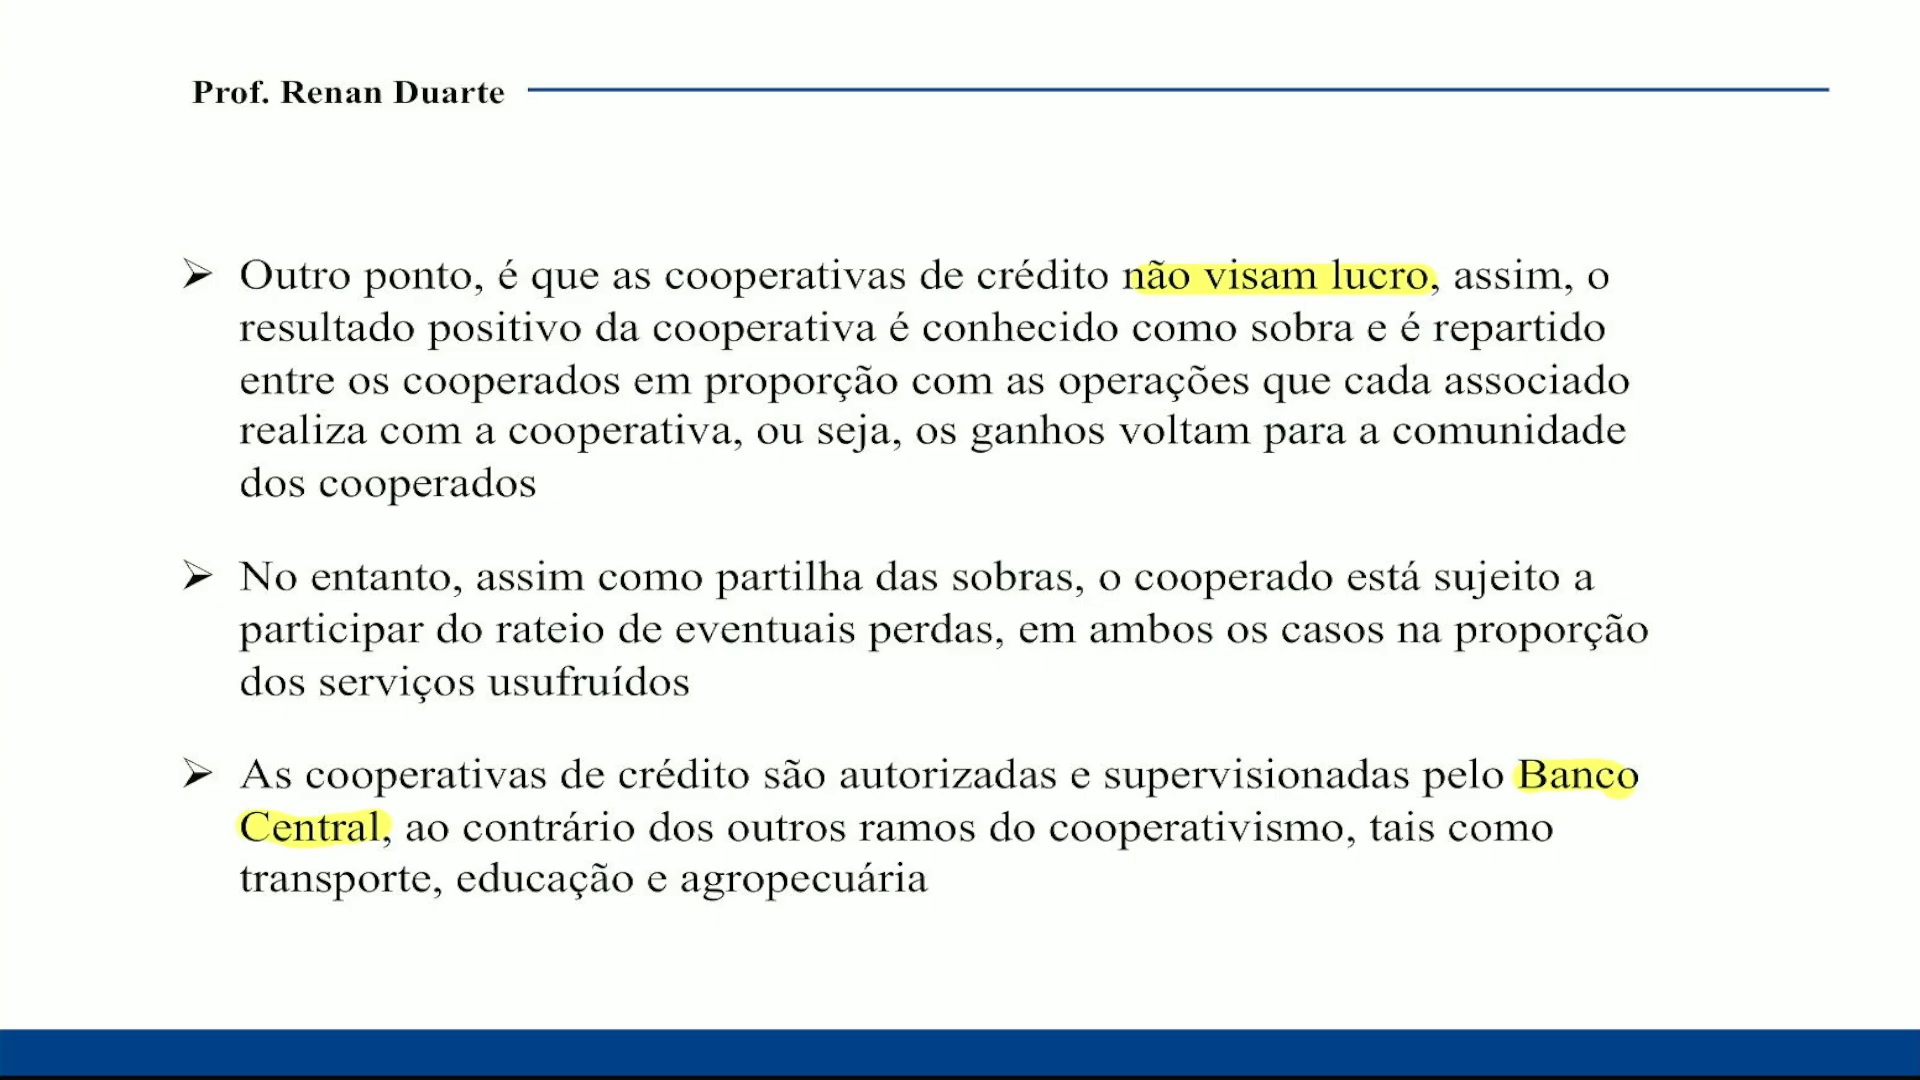 Prof. Renan Duarte
➢ Outro ponto, é que as cooperativas de crédito não visam lucro, assim, o
resultado positivo da cooperativa é conhecido como sobra e é repartido
entre os cooperados em proporção com as operações que cada associado
realiza com a cooperativa, ou seja, os ganhos voltam para a comunidade
dos cooperados
➢ No entanto, assim como partilha das sobras, o cooperado está sujeito a
participar do rateio de eventuais perdas, em ambos os casos na proporção
dos serviços usufruídos
➢ As cooperativas de crédito são autorizadas e supervisionadas pelo Banco
Central, ao contrário dos outros ramos do cooperativismo, tais como
transporte, educação e agropecuária